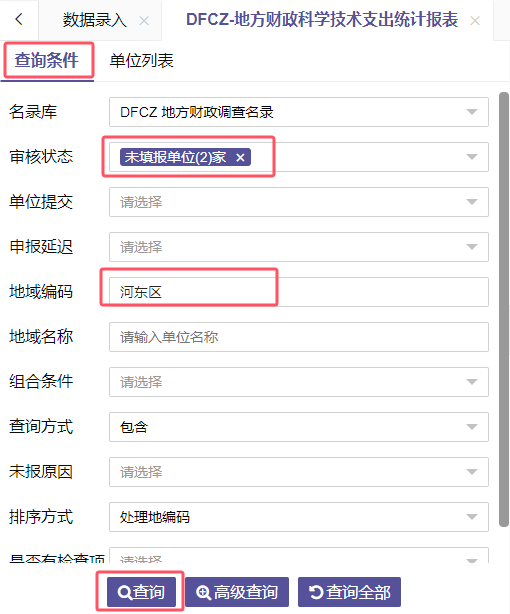 数据录入 DFCZ-地方财政科学技术支出统计报表
查询条件 单位列表
名录库 DFCZ 地方财政调查名录
审核状态 未填报单位(2)家
单位提交 请选择
申报延迟 请选择
地域编码 河东区
地域名称 请输入单位名称
组合条件 请选择
查询方式 包含
未报原因 请选择
排序方式 处理地编码
是否有检查项 请选择
查询 高级查询 查询全部